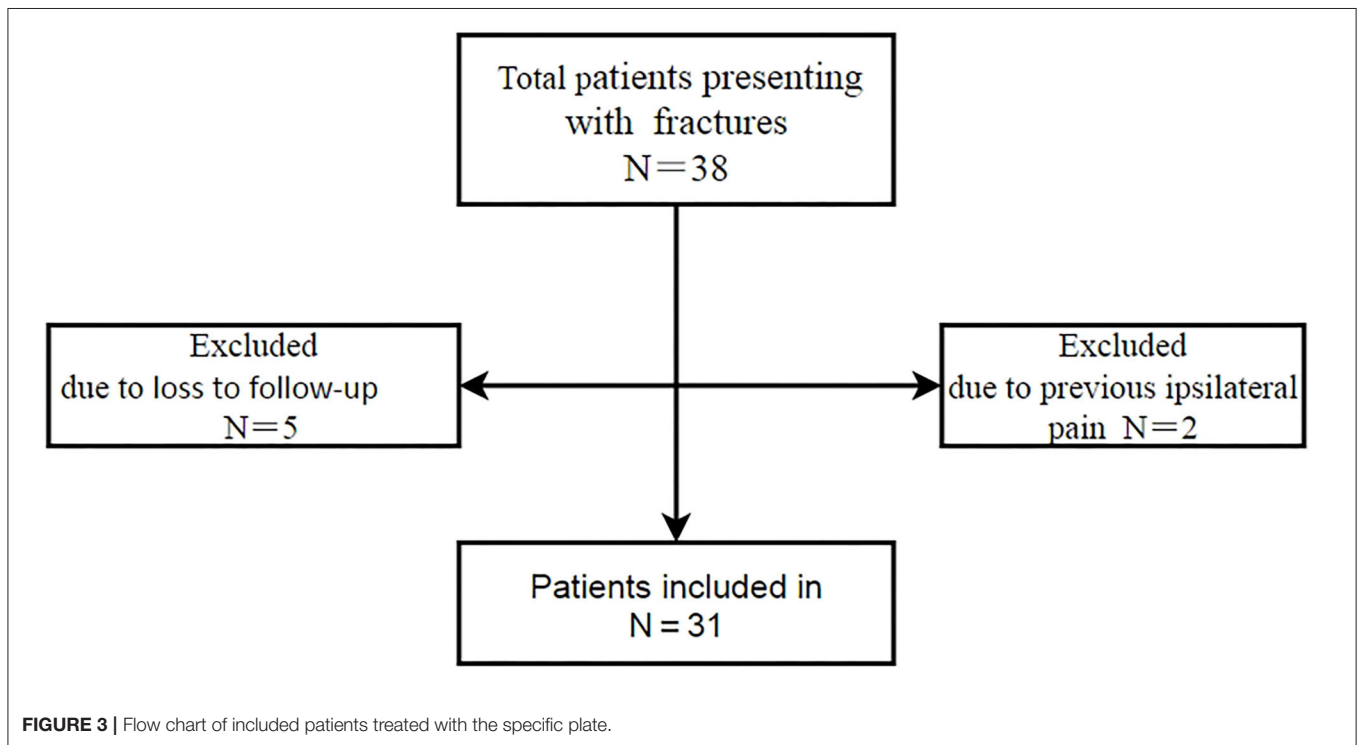 Total patients presenting
with fractures
N=38
Excluded
due to loss to follow-up
N=5
Excluded
due to previous ipsilateral
pain N=2
Patients included in
N = 31
FIGURE 3 | Flow chart of included patients treated with the specific plate.